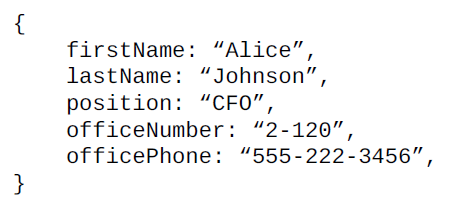 {
    firstName: “Alice”,
    lastName: “Johnson”,
    position: “CFO”,
    officeNumber: “2-120”,
    officePhone: “555-222-3456”,
}